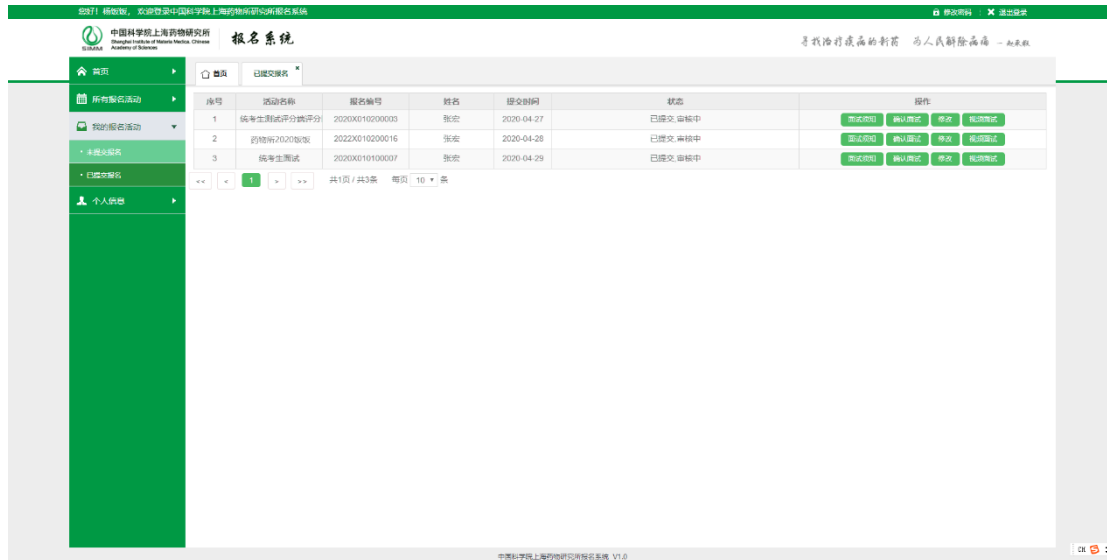 您好！杨饭饭， 欢迎登录中国科学院上海药物所研究所报名系统
修改密码 | 退出登录
中国科学院上海药物研究所
Shanghai Institute of Materia Medica, Chinese
Academy of Sciences
SIMM
报名系统
寻找治疗疾病的新药 为人民解除病痛
首页
所有报名活动
我的报名活动
• 未提交报名
• 已提交报名
个人信息
首页 已提交报名 ×
序号 活动名称 报名编号 姓名 提交时间 状态 操作
1 统考生测试评分端评分 2020X010200003 张宏 2020-04-27 已提交,审核中 面试须知 确认面试 修改 视频面试
2 药物所2020饭饭 2022X010200016 张宏 2020-04-28 已提交,审核中 面试须知 确认面试 修改 视频面试
3 统考生面试 2020X010100007 张宏 2020-04-29 已提交,审核中 面试须知 确认面试 修改 视频面试
<< < 1 > >> 共1页 / 共3条 每页 10 条
中国科学院上海药物研究所报名系统 V1.0
CH